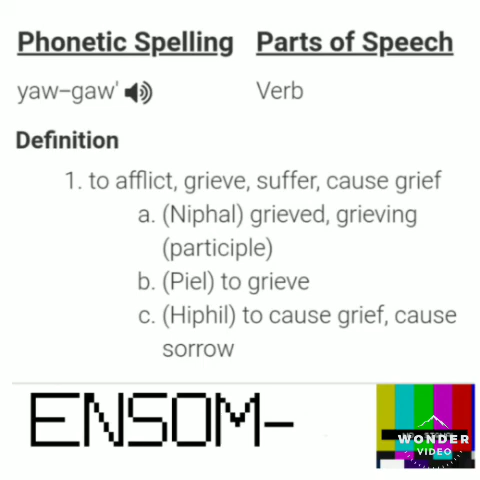 Phonetic Spelling Parts of Speech
yaw-gaw' Verb
Definition
1. to afflict, grieve, suffer, cause grief
a. (Niphal) grieved, grieving
(participle)
b. (Piel) to grieve
c. (Hiphil) to cause grief, cause
sorrow
ENSOM-
WONDER
VIDEO